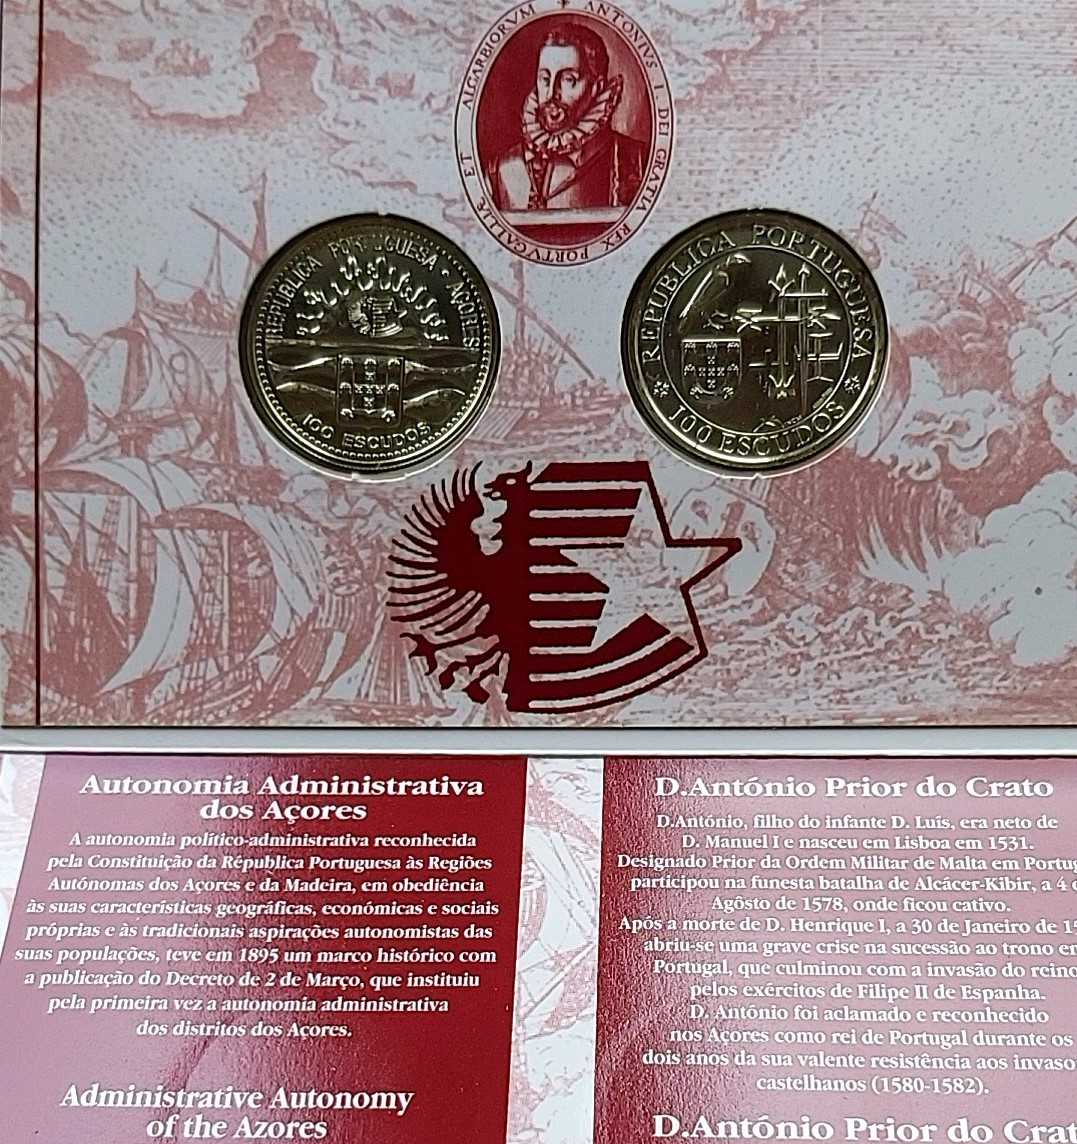 ANTONIVS I. DEI GRATIA REX PORTVGALLIÆ ET ALGARBIORVM
REPUBLICA PORTUGUESA · AÇORES
100 ESCUDOS
REPUBLICA PORTUGUESA
100 ESCUDOS
Autonomia Administrativa
dos Açores
A autonomia político-administrativa reconhecida
pela Constituição da Républica Portuguesa às Regiões
Autónomas dos Açores e da Madeira, em obediência
às suas características geográficas, económicas e sociais
próprias e às tradicionais aspirações autonomistas das
suas populações, teve em 1895 um marco histórico com
a publicação do Decreto de 2 de Março, que instituiu
pela primeira vez a autonomia administrativa
dos distritos dos Açores.
Administrative Autonomy
of the Azores
D.António Prior do Crato
D.António, filho do infante D. Luís, era neto de
D. Manuel I e nasceu em Lisboa em 1531.
Designado Prior da Ordem Militar de Malta em Portug
participou na funesta batalha de Alcácer-Kibir, a 4 d
Agôsto de 1578, onde ficou cativo.
Após a morte de D. Henrique I, a 30 de Janeiro de 15
abriu-se uma grave crise na sucessão ao trono em
Portugal, que culminou com a invasão do reino
pelos exércitos de Filipe II de Espanha.
D. António foi aclamado e reconhecido
nos Açores como rei de Portugal durante os
dois anos da sua valente resistência aos invaso
castelhanos (1580-1582).
D.António Prior do Crat